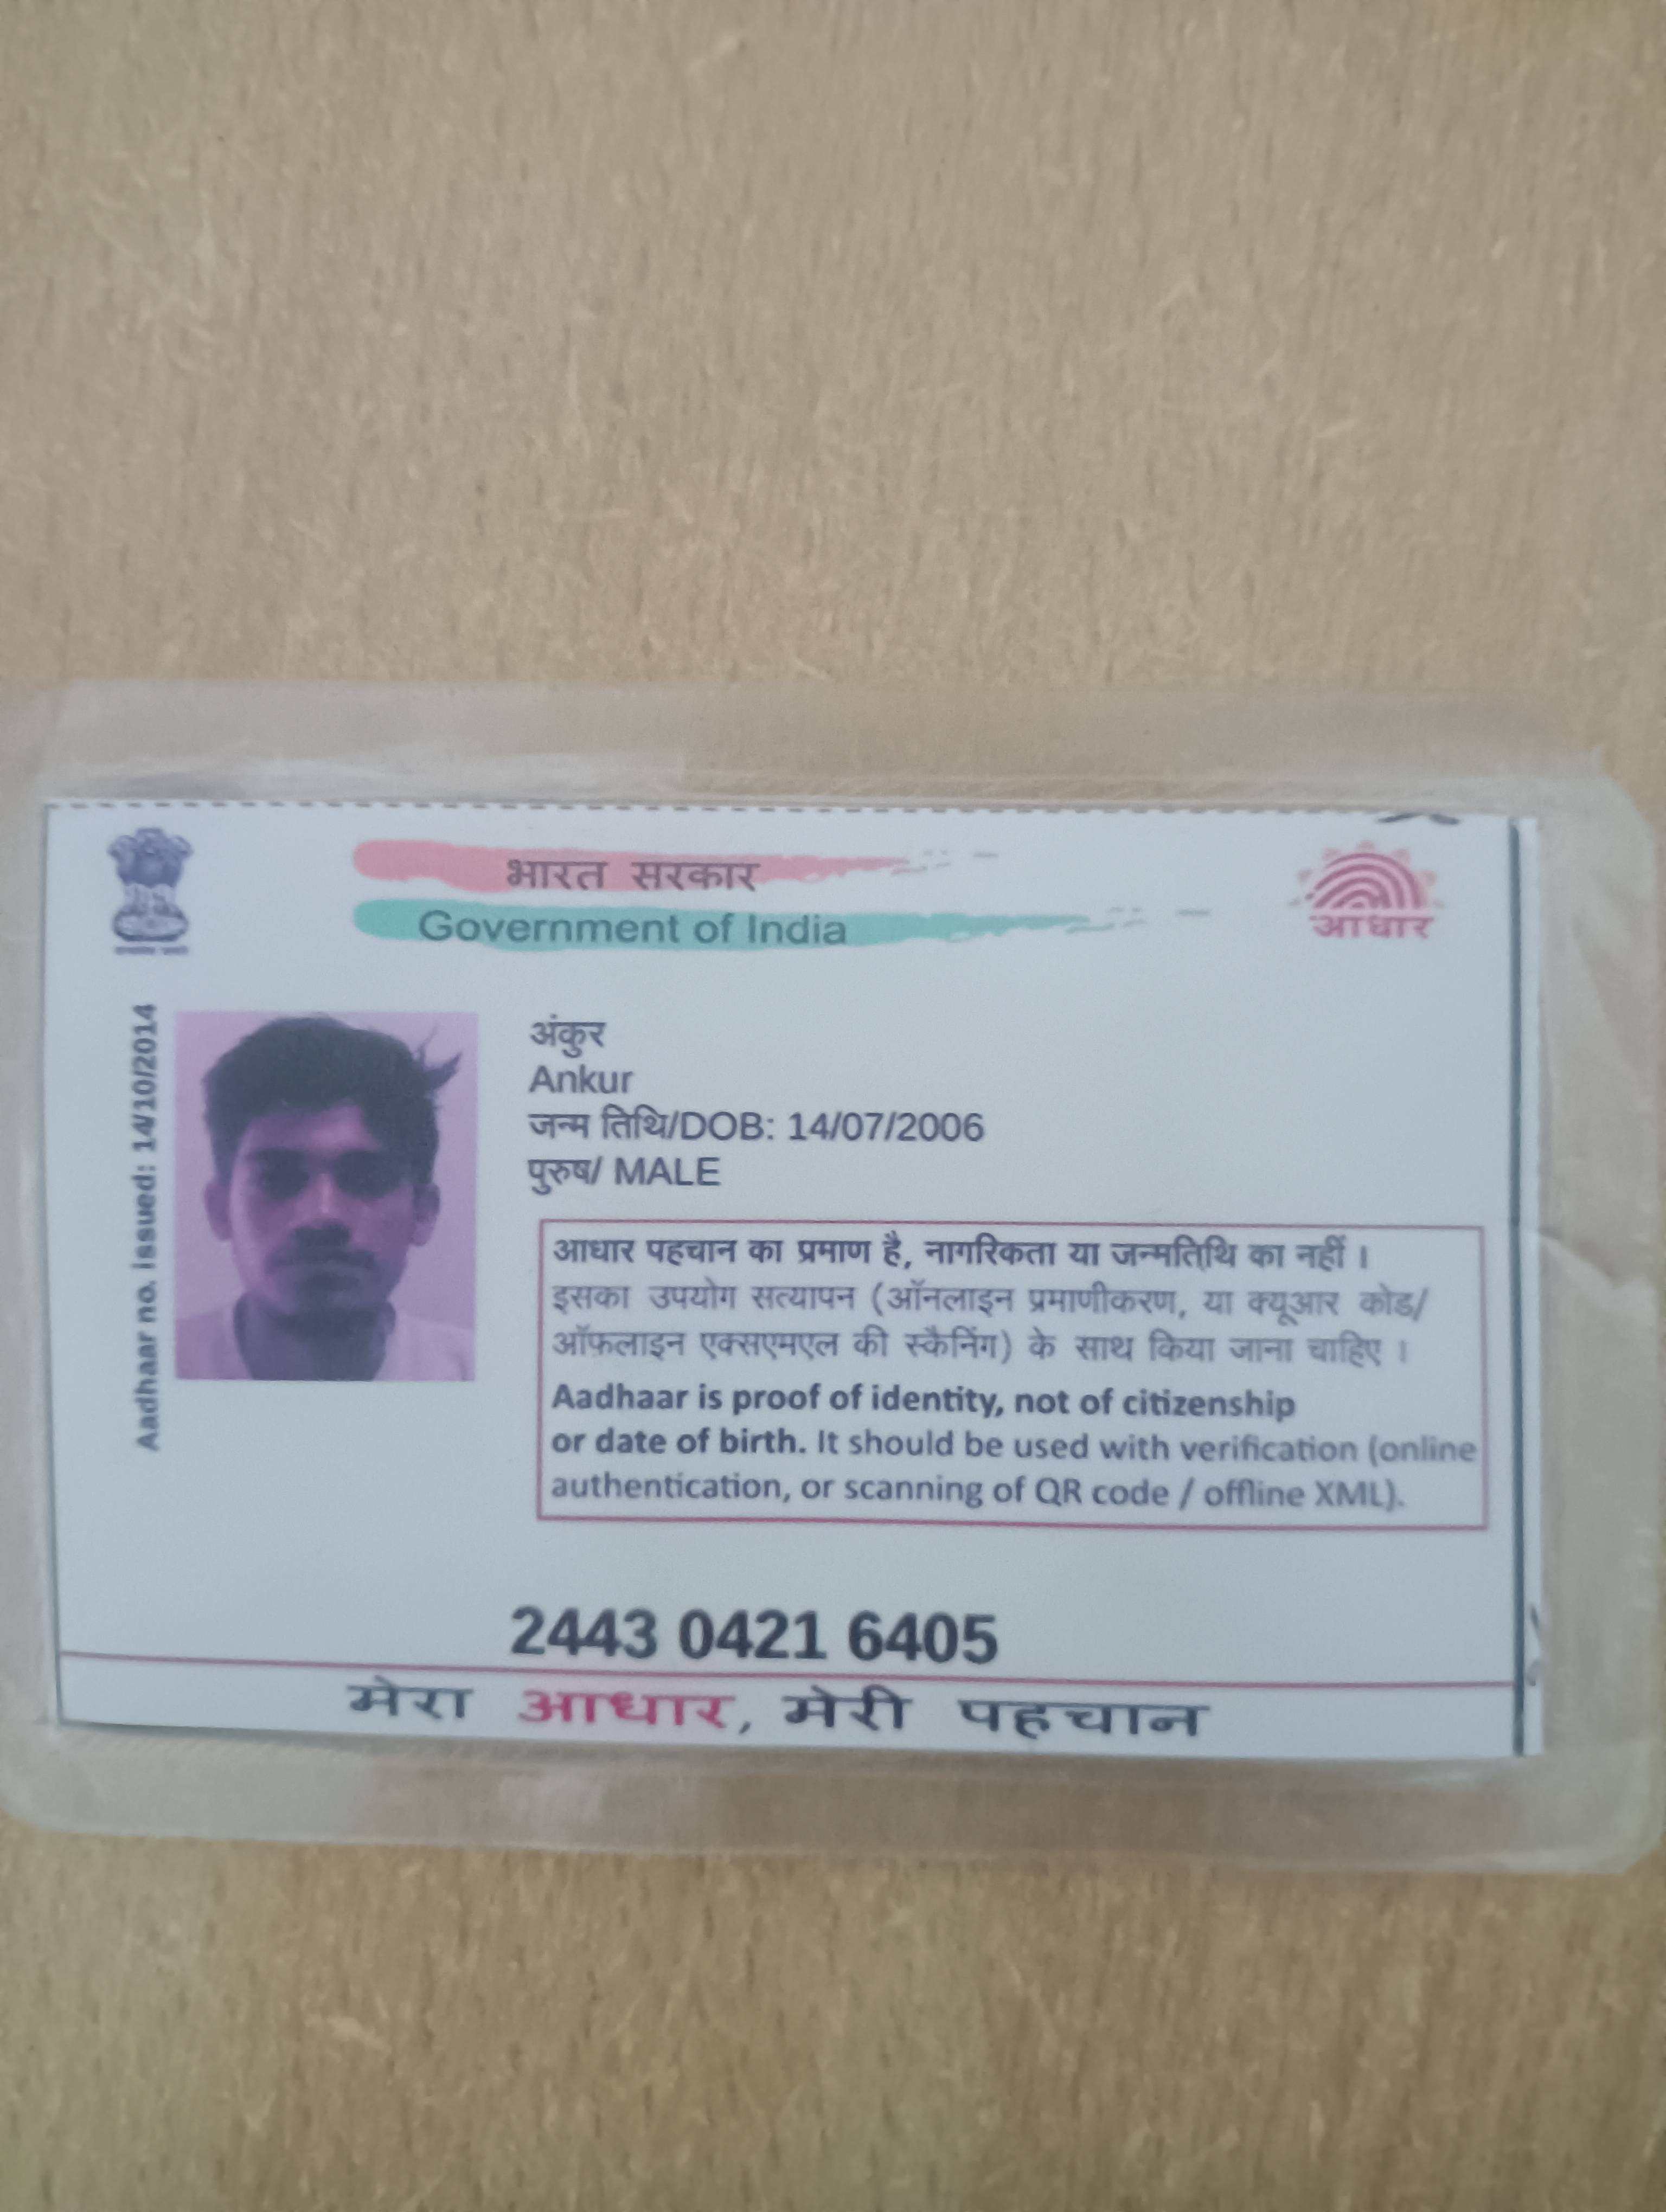 भारत सरकार
Government of India
आधार
Aadhaar no. issued: 14/10/2014
अंकुर
Ankur
जन्म तिथि/DOB: 14/07/2006
पुरुष/ MALE
आधार पहचान का प्रमाण है, नागरिकता या जन्मतिथि का नहीं ।
इसका उपयोग सत्यापन (ऑनलाइन प्रमाणीकरण, या क्यूआर कोड/
ऑफ़लाइन एक्सएमएल की स्कैनिंग) के साथ किया जाना चाहिए ।
Aadhaar is proof of identity, not of citizenship
or date of birth. It should be used with verification (online
authentication, or scanning of QR code / offline XML).
2443 0421 6405
मेरा आधार, मेरी पहचान